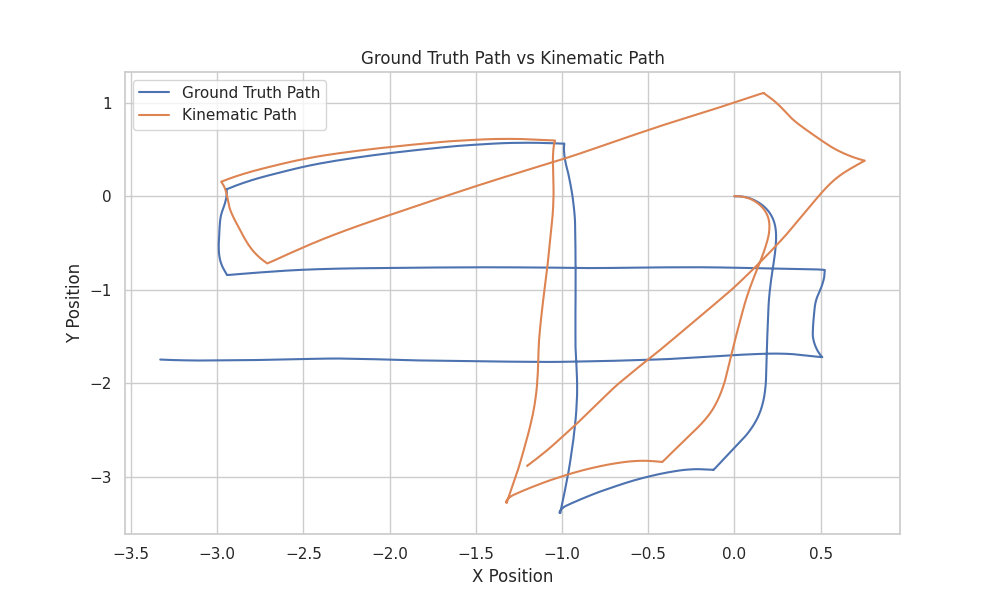 Ground Truth Path vs Kinematic Path
Ground Truth Path
Kinematic Path
Y Position
1
0
−1
−2
−3
−3.5 −3.0 −2.5 −2.0 −1.5 −1.0 −0.5 0.0 0.5
X Position